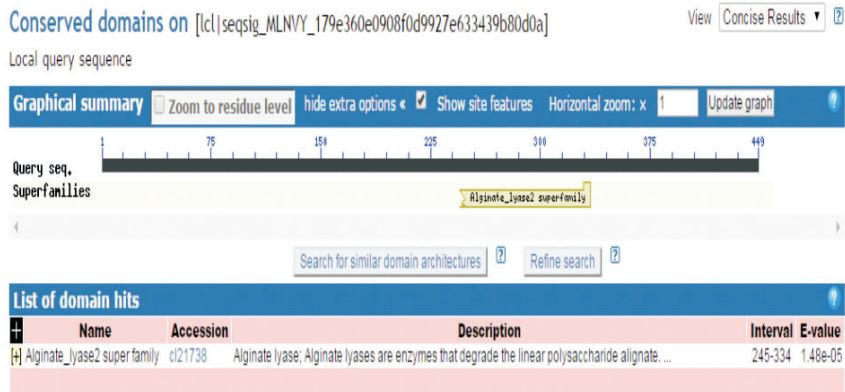 Conserved domains on [lcl|seqsig_MLNVY_179e360e0908f0d9927e633439b80d0a]
View Concise Results ▼ ?
Local query sequence
Graphical summary Zoom to residue level hide extra options « Show site features Horizontal zoom: x 1 Update graph ?
1 75 150 225 300 375 449
Query seq.
Superfamilies
Alginate_lyase2 superfamily
Search for similar domain architectures ? Refine search ?
List of domain hits ?
+ Name Accession Description Interval E-value
[+] Alginate_lyase2 super family cl21738 Alginate lyase; Alginate lyases are enzymes that degrade the linear polysaccharide alignate. ... 245-334 1.48e-05